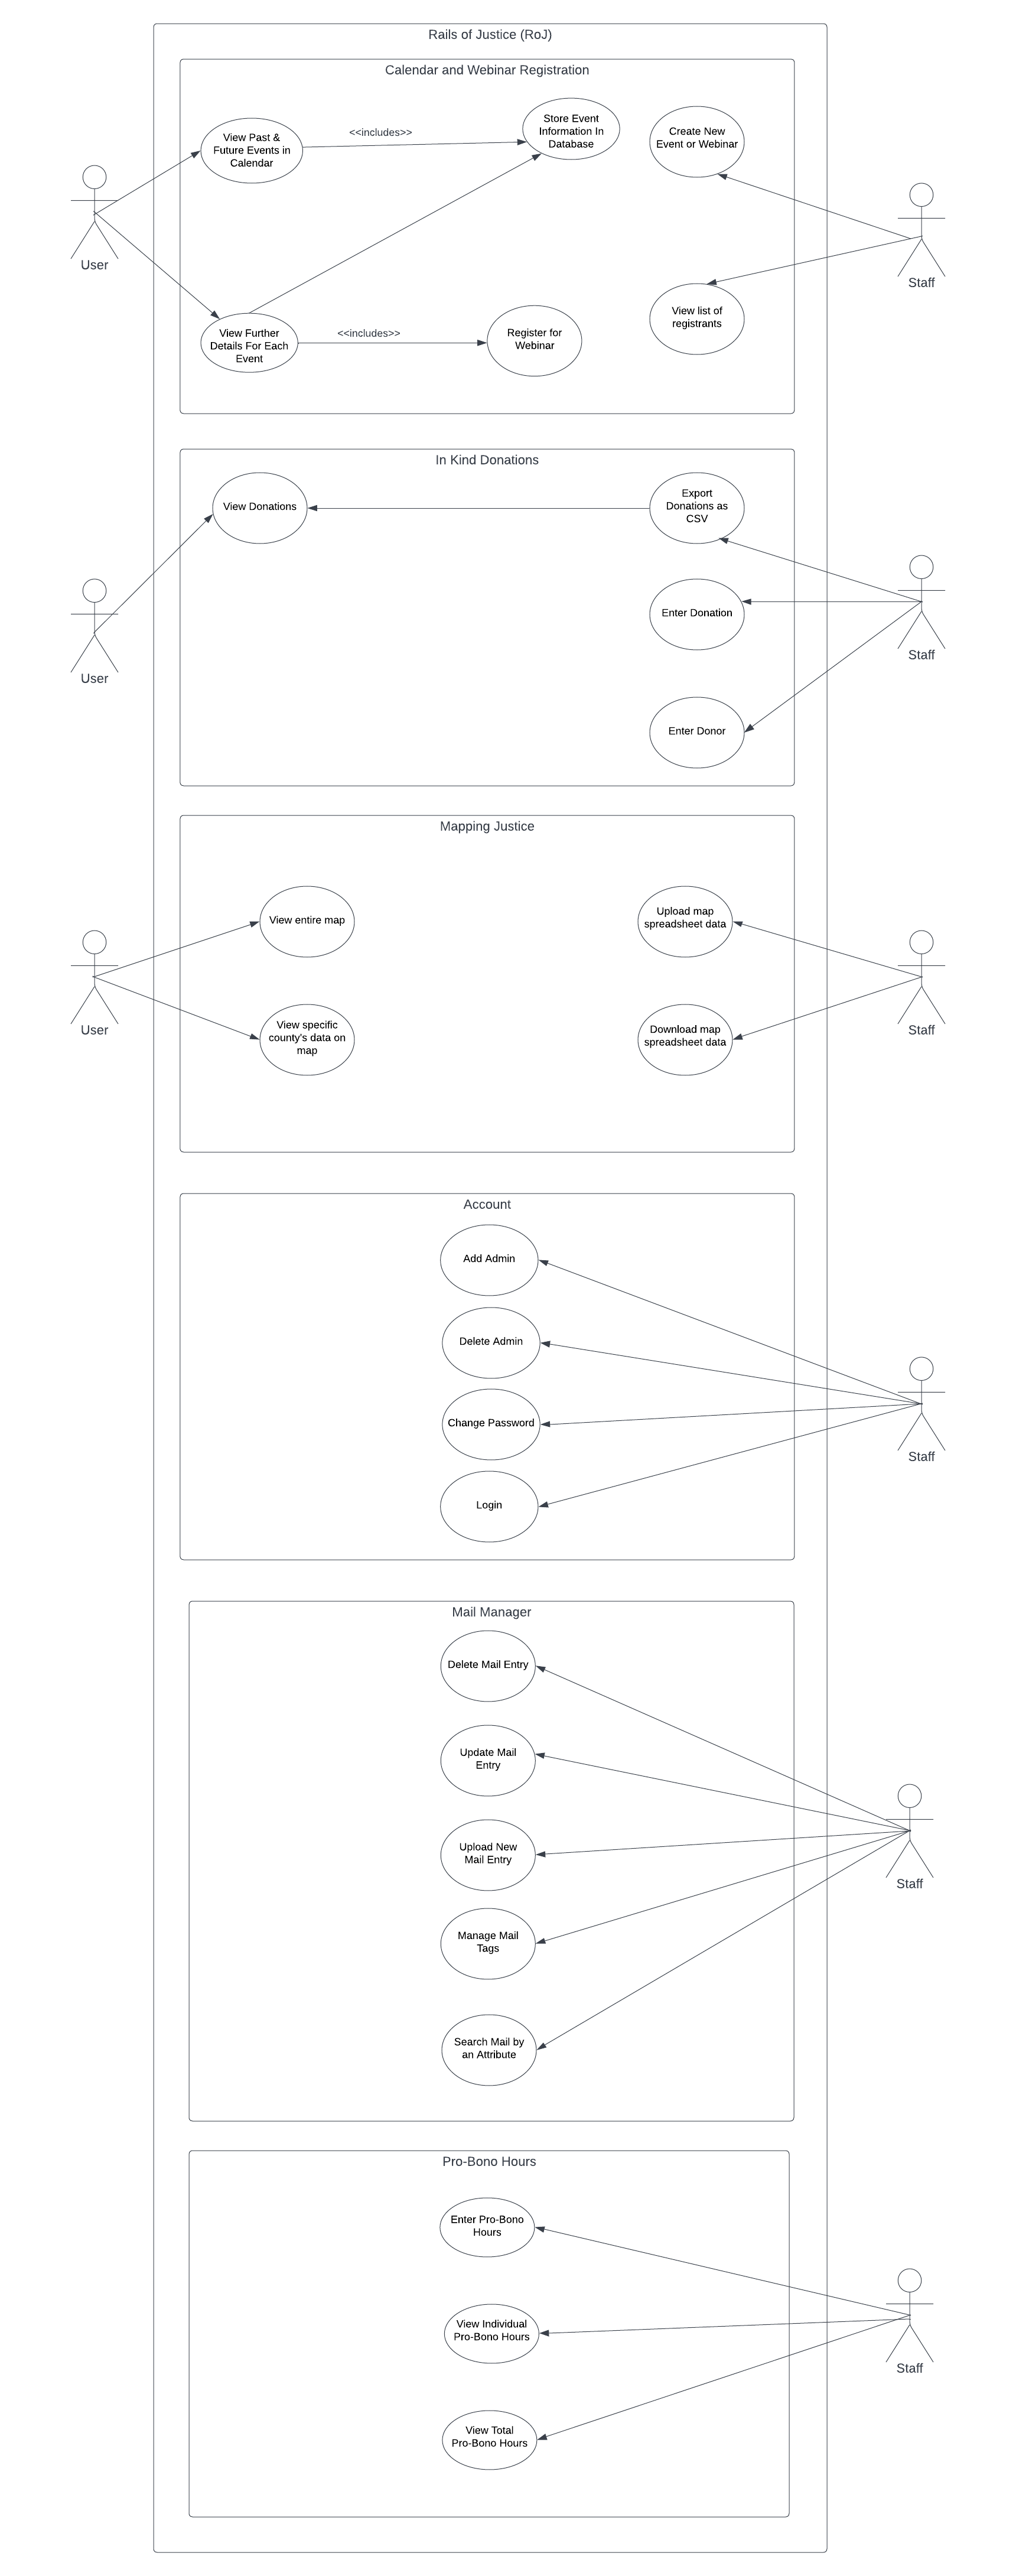 Rails of Justice (RoJ)
Calendar and Webinar Registration
View Past &
Future Events in
Calendar
<<includes>>
Store Event
Information In
Database
Create New
Event or Webinar
User
Staff
View Further
Details For Each
Event
<<includes>>
Register for
Webinar
View list of
registrants
In Kind Donations
View Donations
Export
Donations as
CSV
Enter Donation
User
Staff
Enter Donor
Mapping Justice
View entire map
Upload map
spreadsheet data
User
Staff
View specific
county's data on
map
Download map
spreadsheet data
Account
Add Admin
Delete Admin
Change Password
Staff
Login
Mail Manager
Delete Mail Entry
Update Mail
Entry
Upload New
Mail Entry
Staff
Manage Mail
Tags
Search Mail by
an Attribute
Pro-Bono Hours
Enter Pro-Bono
Hours
View Individual
Pro-Bono Hours
Staff
View Total
Pro-Bono Hours